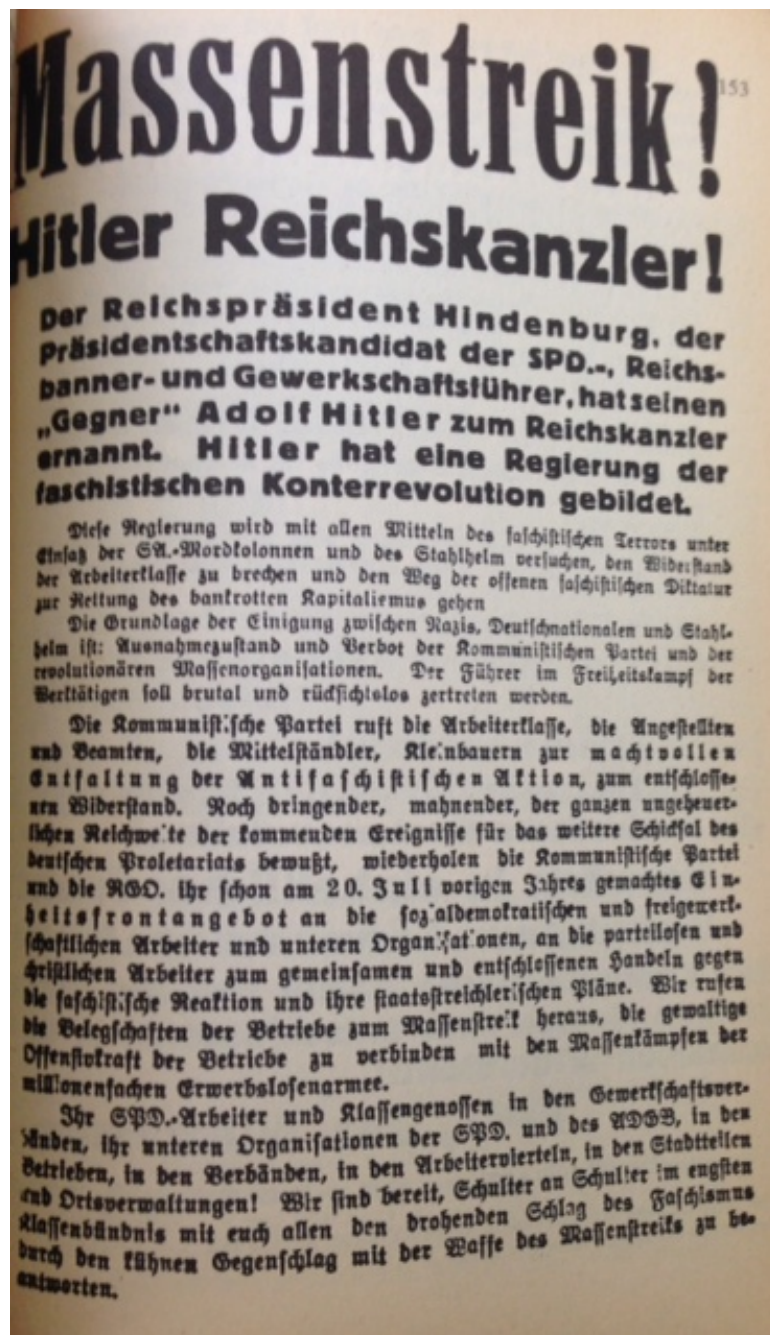 153
Massenstreik!
Hitler Reichskanzler!
Der Reichspräsident Hindenburg, der
Präsidentschaftskandidat der SPD.-, Reichs-
banner- und Gewerkschaftsführer, hat seinen
„Gegner“ Adolf Hitler zum Reichskanzler
ernannt. Hitler hat eine Regierung der
faschistischen Konterrevolution gebildet.
Diese Regierung wird mit allen Mitteln des faschistischen Terrors unter
Einsatz der SA.-Mordkolonnen und des Stahlhelm versuchen, den Widerstand
der Arbeiterklasse zu brechen und den Weg der offenen faschistischen Diktatur
zur Rettung des bankrotten Kapitalismus gehen
Die Grundlage der Einigung zwischen Nazis, Deutschnationalen und Stahl-
helm ist: Ausnahmezustand und Verbot der Kommunistischen Partei und der
revolutionären Massenorganisationen. Der Führer im Freiheitskampf der
Werktätigen soll brutal und rücksichtslos zertreten werden.
Die Kommunistische Partei ruft die Arbeiterklasse, die Angestellten
und Beamten, die Mittelständler, Kleinbauern zur machtvollen
Entfaltung der Antifaschistischen Aktion, zum entschlosse-
nen Widerstand. Noch dringender, mahnender, der ganzen ungeheuer-
lichen Reichweite der kommenden Ereignisse für das weitere Schicksal des
deutschen Proletariats bewußt, wiederholen die Kommunistische Partei
und die RGO. ihr schon am 20. Juli vorigen Jahres gemachtes Ein-
heitsfrontangebot an die sozialdemokratischen und freigewerk-
schaftlichen Arbeiter und unteren Organisationen, an die parteilosen und
christlichen Arbeiter zum gemeinsamen und entschlossenen Handeln gegen
die faschistische Reaktion und ihre staatsstreichlerischen Pläne. Wir rufen
die Belegschaften der Betriebe zum Massenstreik heraus, die gewaltige
Offensivkraft der Betriebe zu verbinden mit den Massenkämpfen der
millionenfachen Erwerbslosenarmee.
Ihr SPD.-Arbeiter und Klassengenossen in den Gewerkschaftsver-
bänden, ihr unteren Organisationen der SPD. und des ADGB, in den
Betrieben, in den Verbänden, in den Arbeitervierteln, in den Stadtteilen
und Ortsverwaltungen! Wir sind bereit, Schulter an Schulter im engsten
Klassenbündnis mit euch allen den drohenden Schlag des Faschismus
durch den kühnen Gegenschlag mit der Waffe des Massenstreiks zu be-
antworten.